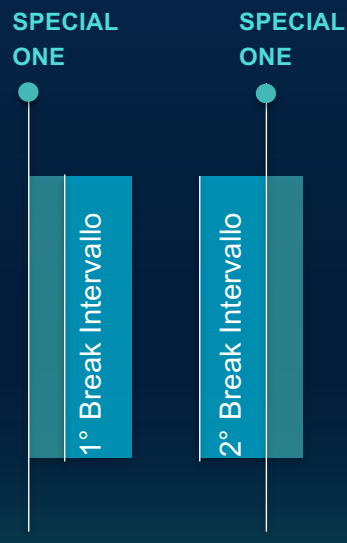 SPECIAL
ONE
SPECIAL
ONE
1° Break Intervallo
2° Break Intervallo